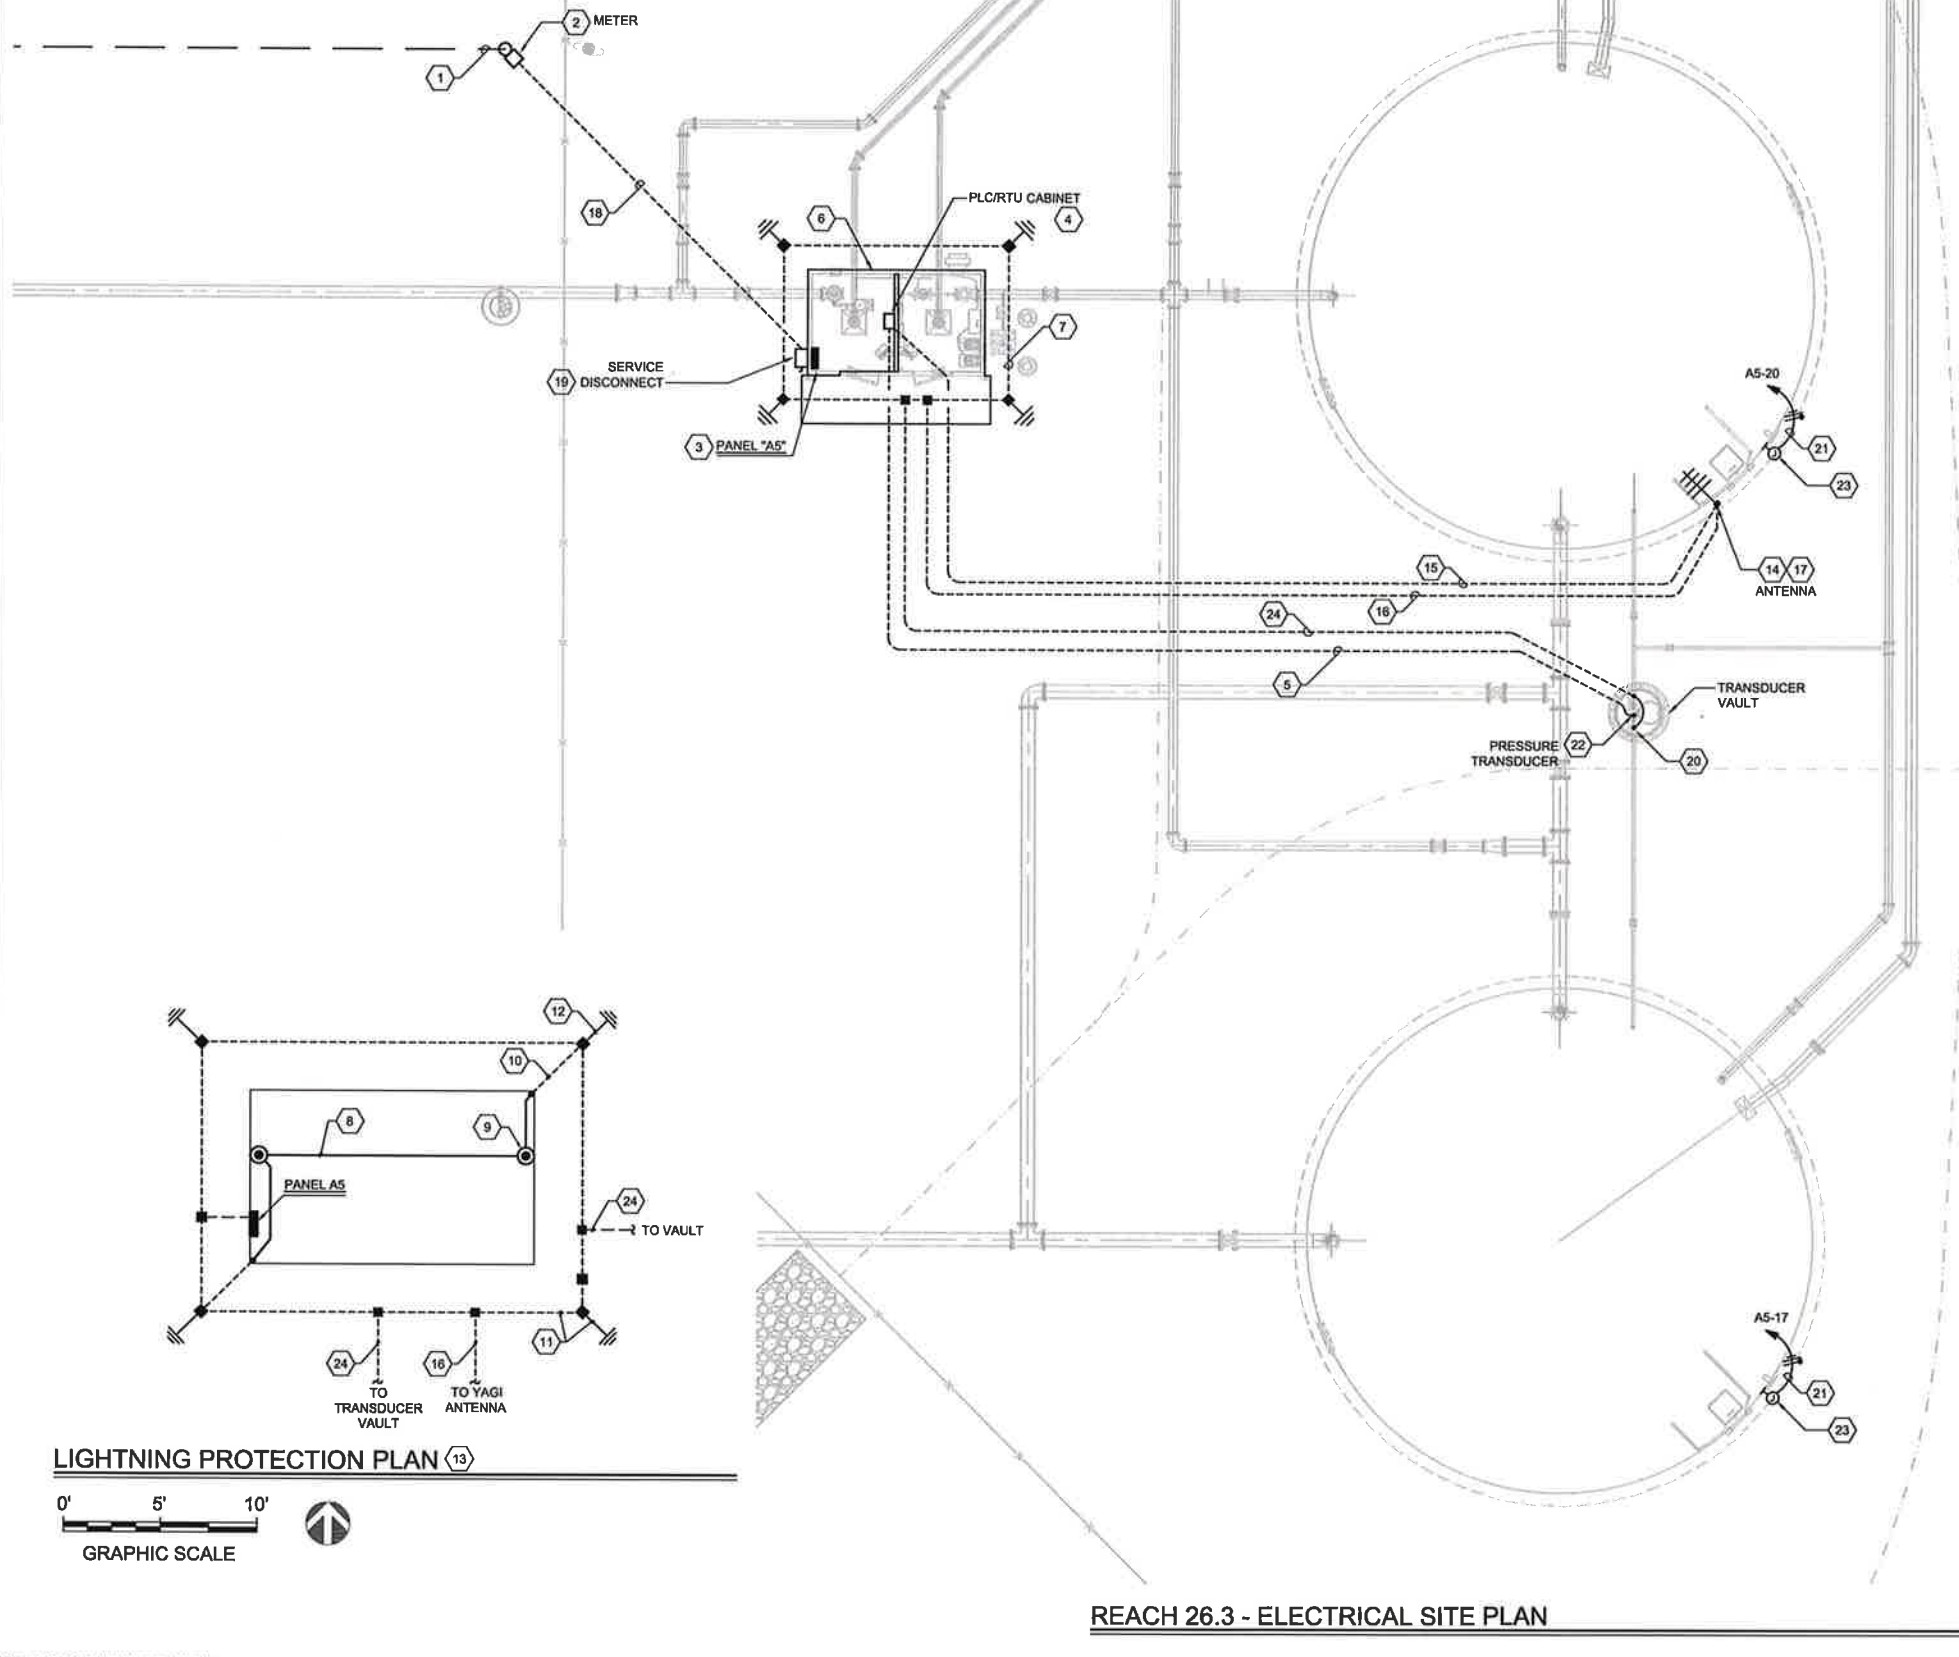 2 METER
1
18
PLC/RTU CABINET
6
4
7
SERVICE
19 DISCONNECT
3 PANEL "A5"
A5-20
21
23
15
14 17
ANTENNA
16
24
5
TRANSDUCER
VAULT
PRESSURE 22
TRANSDUCER
20
12
10
8
9
PANEL A5
24
TO VAULT
11
24
16
TO
TRANSDUCER
VAULT
TO YAGI
ANTENNA
A5-17
21
23
LIGHTNING PROTECTION PLAN 13
0' 5' 10'
GRAPHIC SCALE
REACH 26.3 - ELECTRICAL SITE PLAN